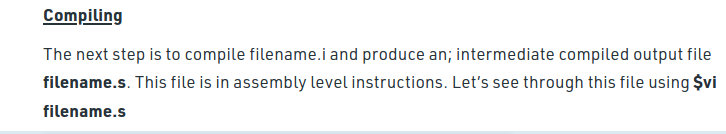 Compiling
The next step is to compile filename.i and produce an; intermediate compiled output file
filename.s. This file is in assembly level instructions. Let’s see through this file using $vi
filename.s